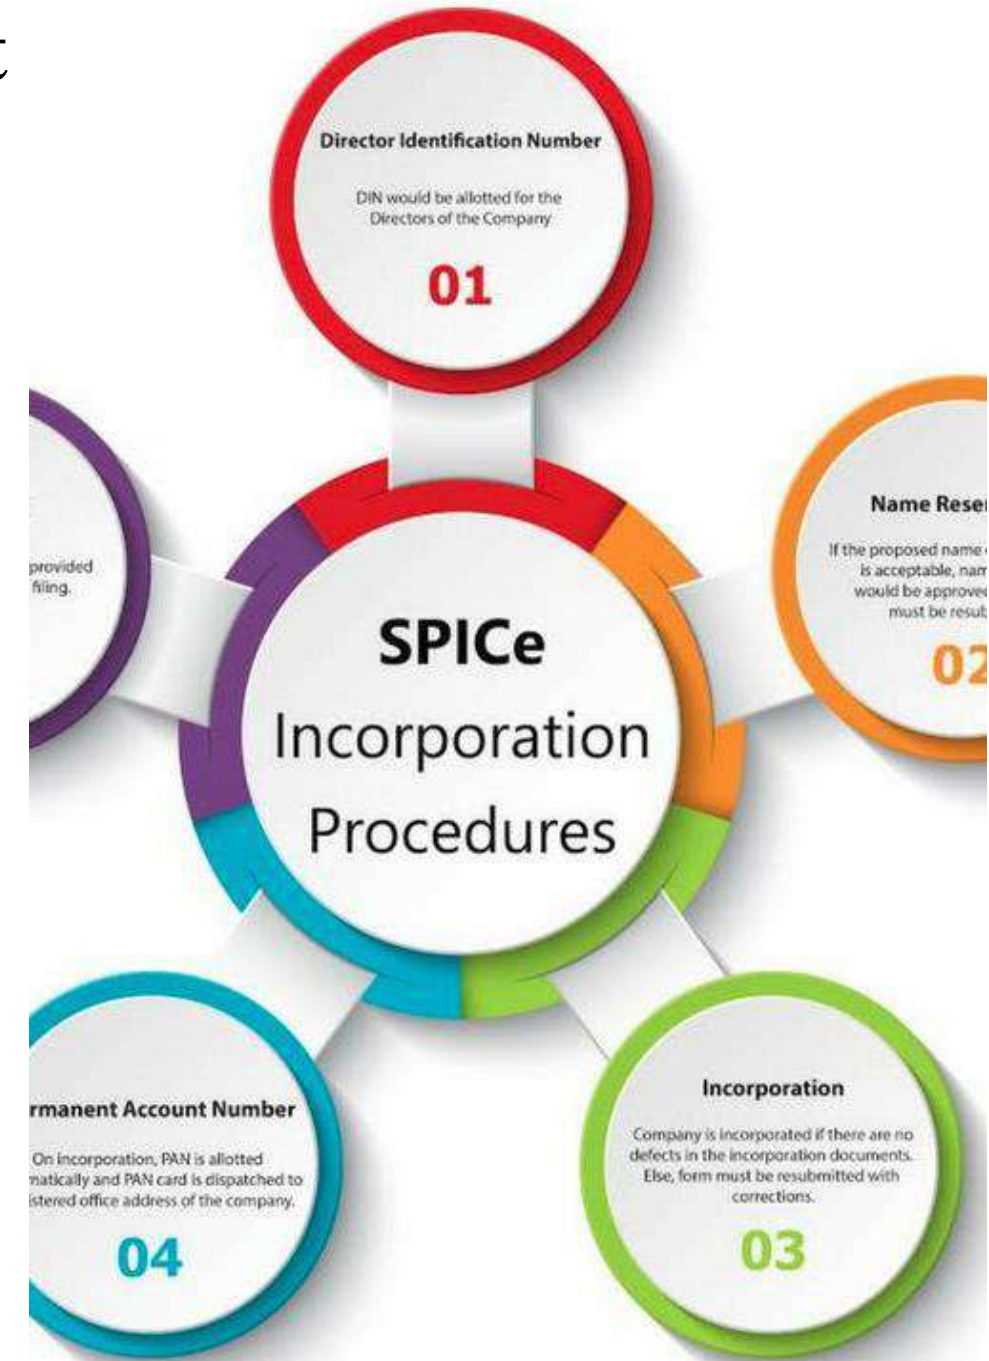 Director Identification Number
DIN would be allotted for the
Directors of the Company
01
Name Reser
If the proposed name
is acceptable, nam
would be approved
must be resub
02
SPICe
Incorporation
Procedures
provided
filing.
rmanent Account Number
On incorporation, PAN is allotted
matically and PAN card is dispatched to
istered office address of the company.
04
Incorporation
Company is incorporated if there are no
defects in the incorporation documents.
Else, form must be resubmitted with
corrections.
03